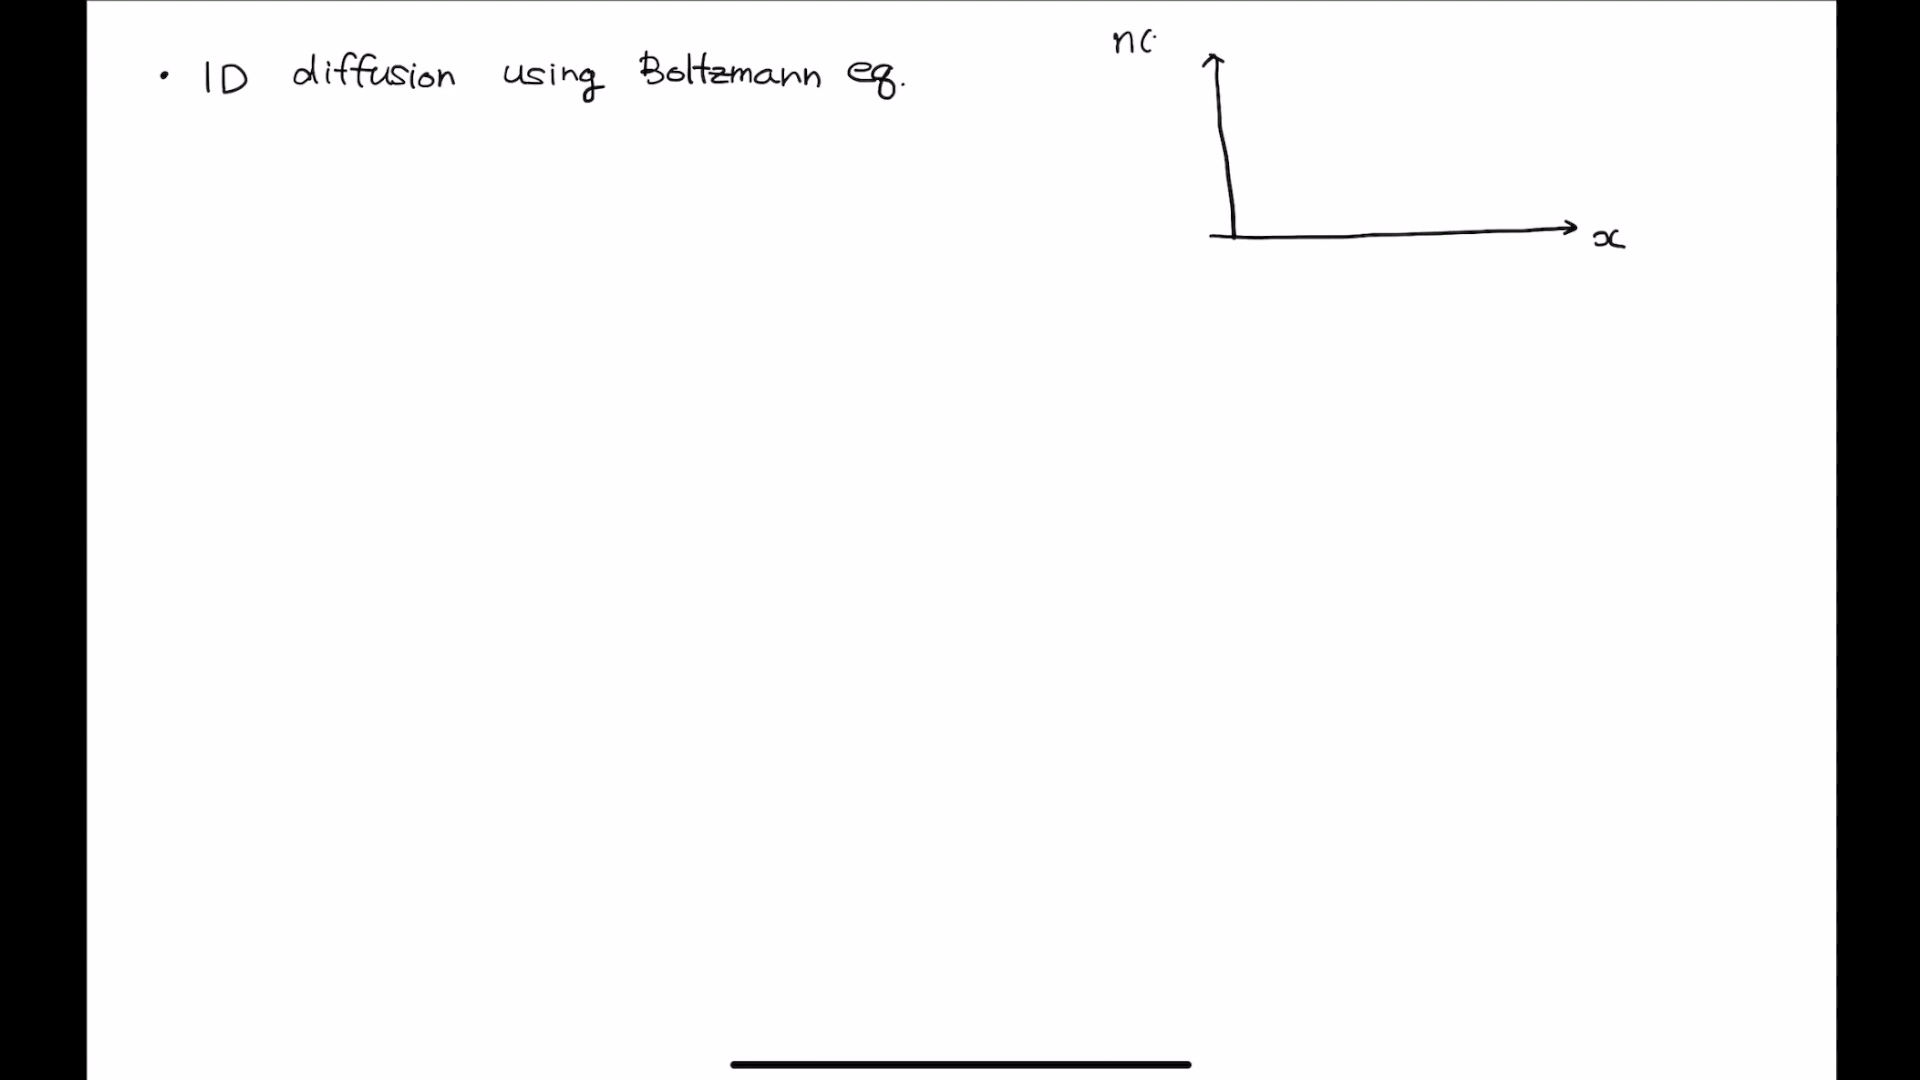 • 1D diffusion using Boltzmann eq.
n(
x